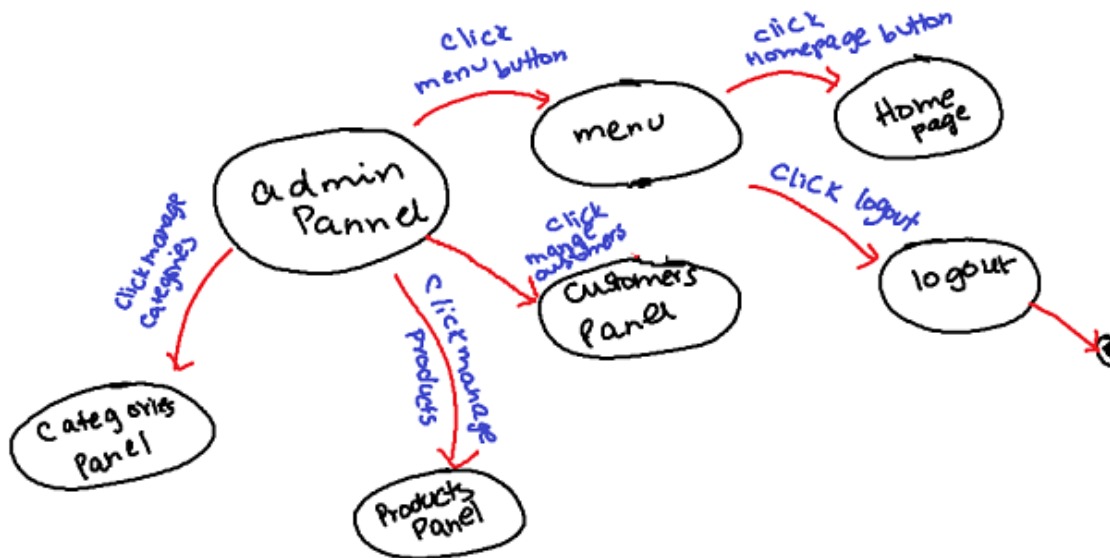 click
menu button
click
Homepage button
menu
Home
page
admin
Pannel
click logout
click
mange
customers
customers
Panel
logout
click manage
categories
click manage
products
categories
Panel
Products
Panel